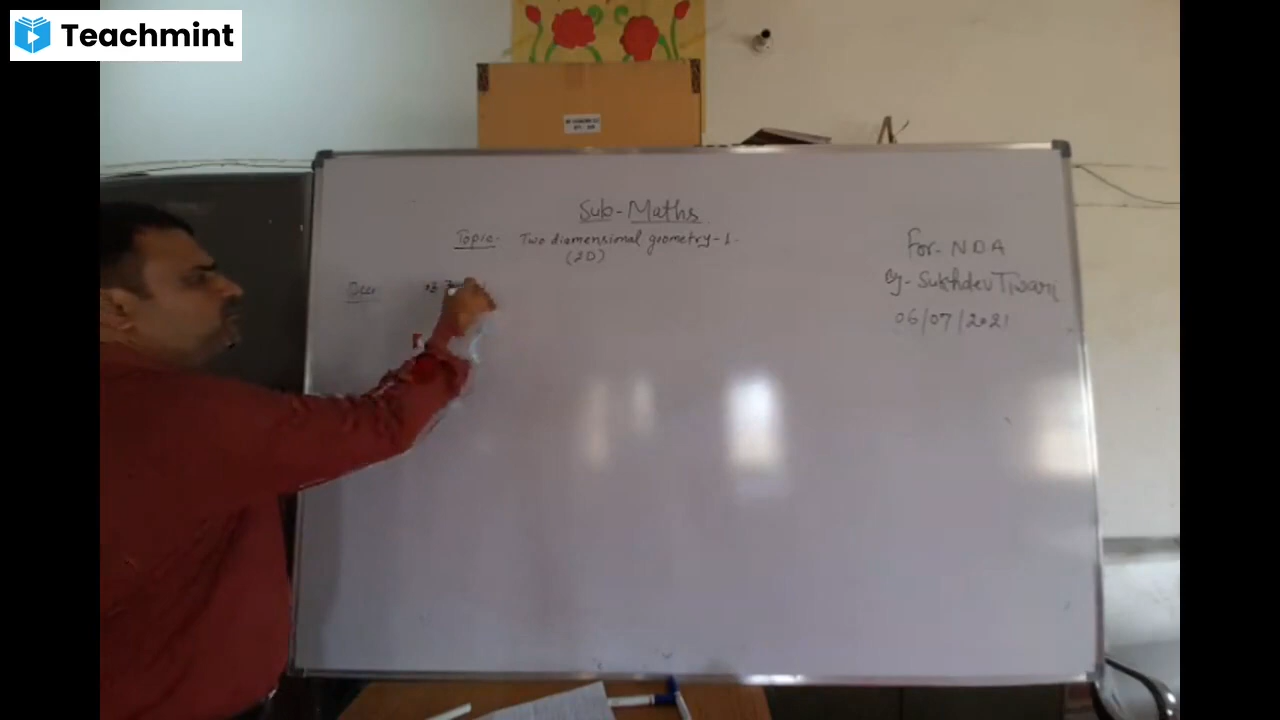 Teachmint
Sub-Maths
Topic- Two diamensional geometry-1-
(2D)
For- NDA
By- Sukhdev Tiwari
06/07/2021